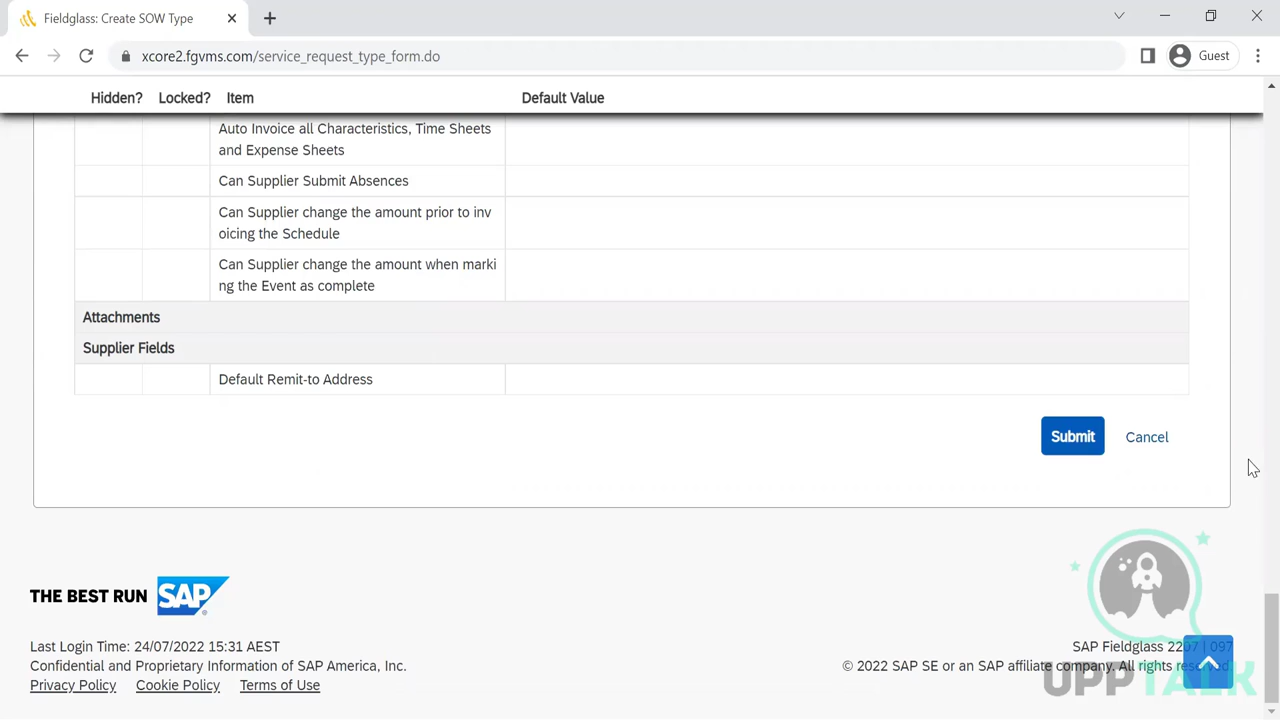 Fieldglass: Create SOW Type
xcore2.fgvms.com/service_request_type_form.do
Guest
Hidden? Locked? Item Default Value
Auto Invoice all Characteristics, Time Sheets
and Expense Sheets
Can Supplier Submit Absences
Can Supplier change the amount prior to inv
oicing the Schedule
Can Supplier change the amount when marki
ng the Event as complete
Attachments
Supplier Fields
Default Remit-to Address
Submit Cancel
THE BEST RUN SAP
Last Login Time: 24/07/2022 15:31 AEST
Confidential and Proprietary Information of SAP America, Inc.
Privacy Policy Cookie Policy Terms of Use
SAP Fieldglass 2207 | 097
© 2022 SAP SE or an SAP affiliate company. All rights reserved.
UPPTALK